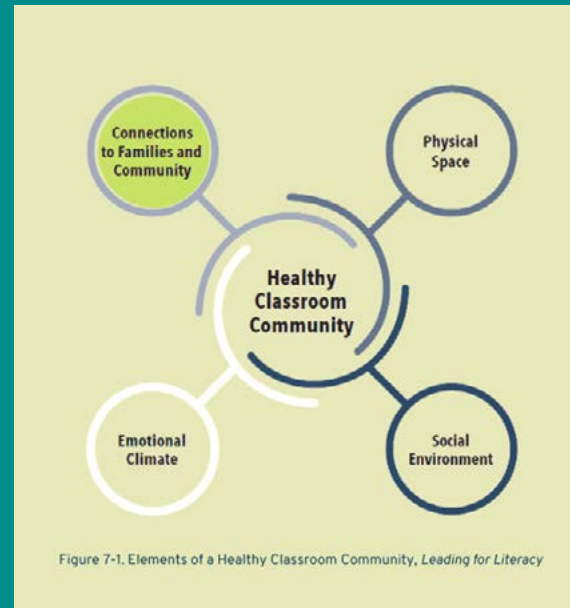 Connections
to Families and
Community
Physical
Space
Healthy
Classroom
Community
Emotional
Climate
Social
Environment
Figure 7-1. Elements of a Healthy Classroom Community, Leading for Literacy